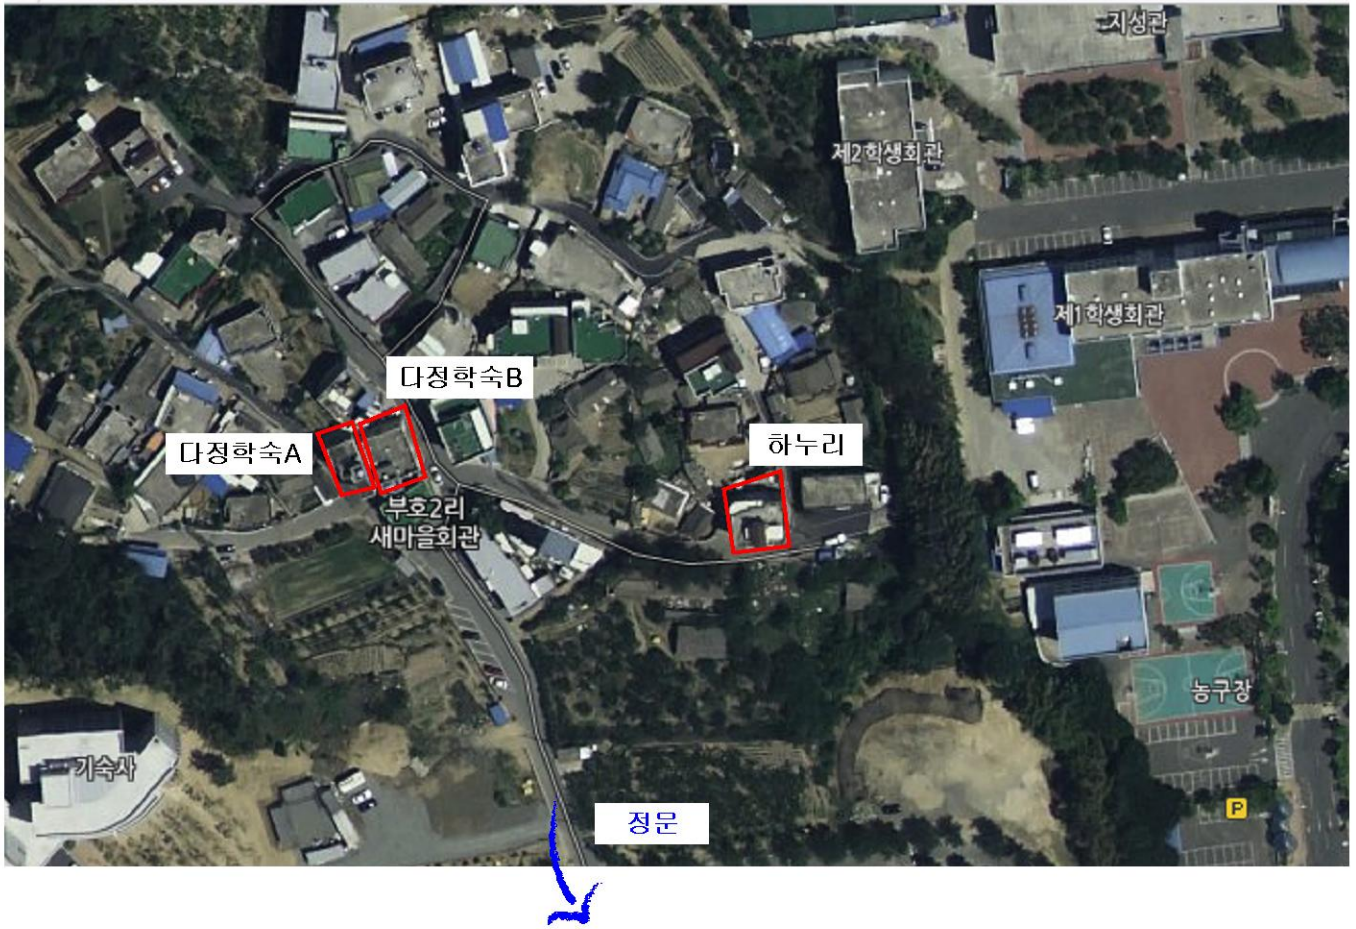 지성관
제2학생회관
제1학생회관
다정학숙B
다정학숙A
하누리
부호2리
새마을회관
농구장
기숙사
P
정문